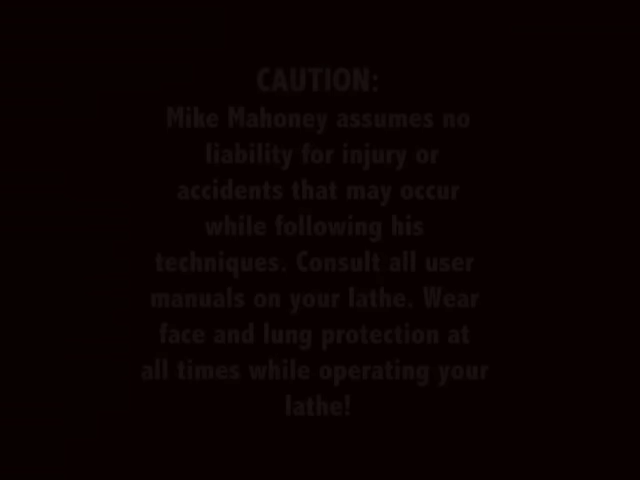 CAUTION:
Mike Mahoney assumes no
liability for injury or
accidents that may occur
while following his
techniques. Consult all user
manuals on your lathe. Wear
face and lung protection at
all times while operating your
lathe!